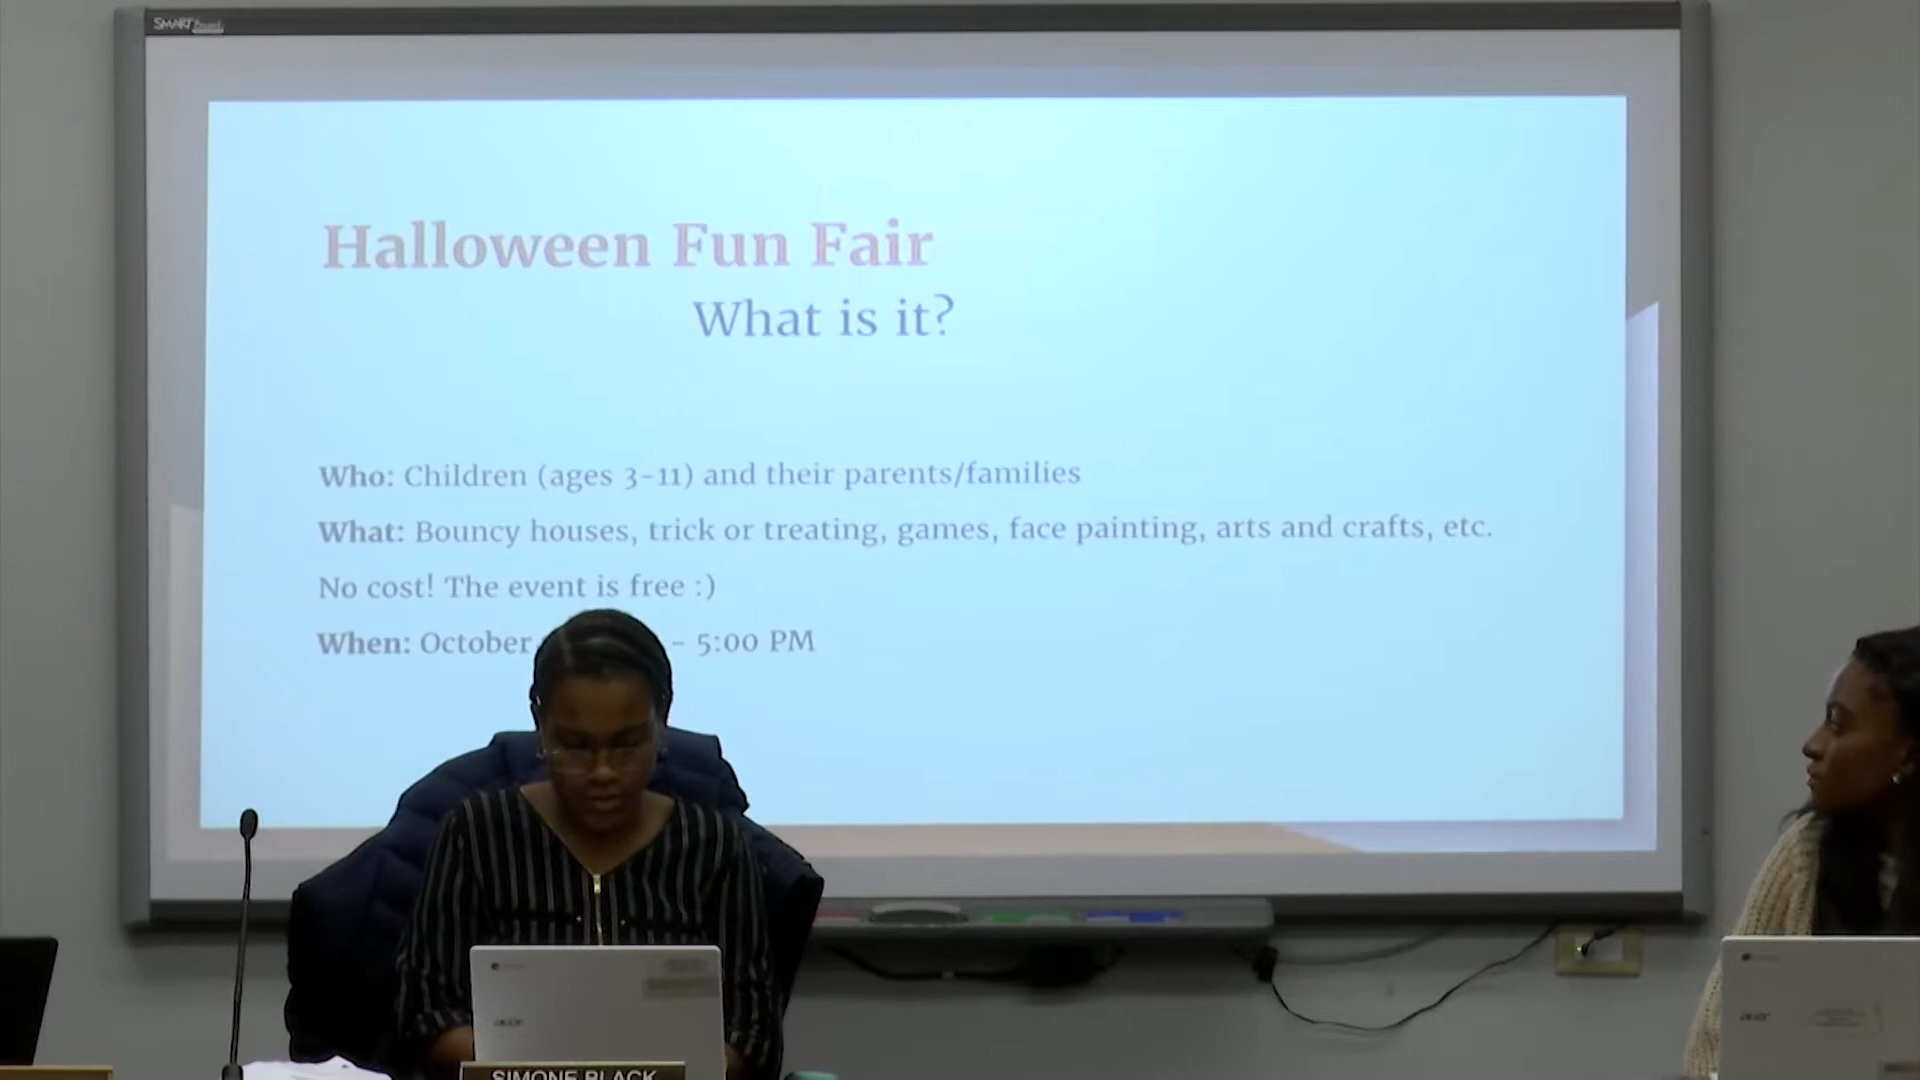 SMART Board
Halloween Fun Fair
What is it?
Who: Children (ages 3-11) and their parents/families
What: Bouncy houses, trick or treating, games, face painting, arts and crafts, etc.
No cost! The event is free :)
When: October - 5:00 PM
acer
acer
SIMONE BLACK